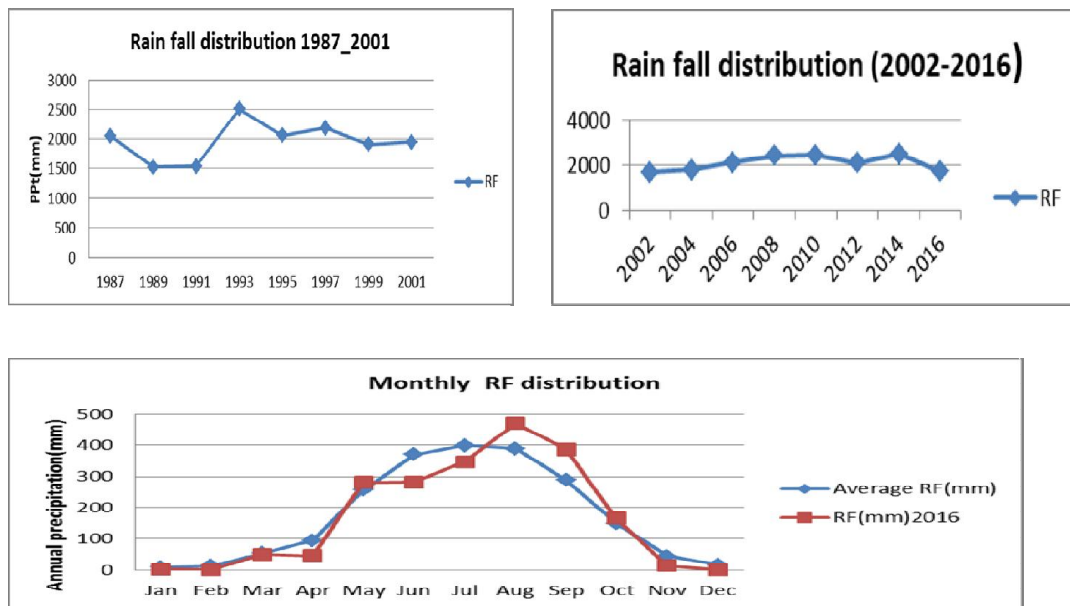 Rain fall distribution 1987_2001
3000
2500
2000
1500
1000
500
0
PPt(mm)
1987 1989 1991 1993 1995 1997 1999 2001
RF
Rain fall distribution (2002-2016)
4000
2000
0
2002 2004 2006 2008 2010 2012 2014 2016
RF
Monthly RF distribution
500
400
300
200
100
0
Annual precipitation(mm)
Jan Feb Mar Apr May Jun Jul Aug Sep Oct Nov Dec
Average RF(mm)
RF(mm)2016